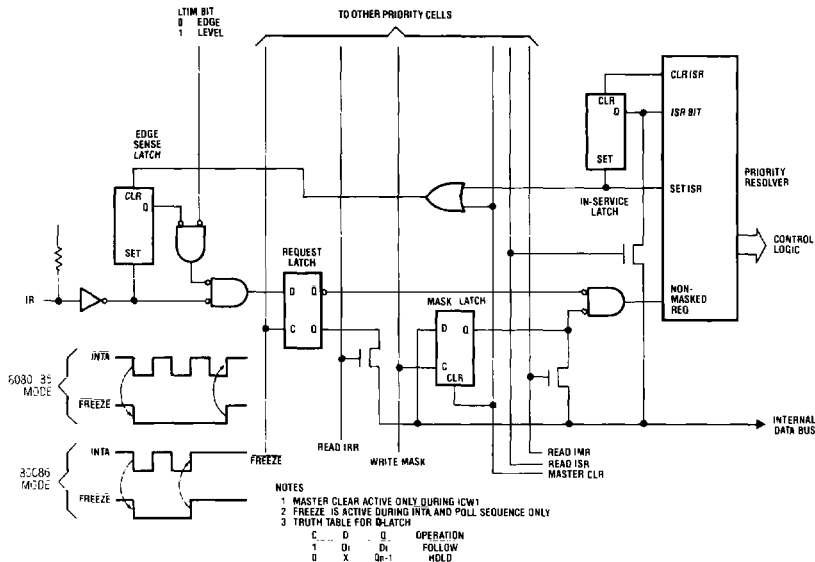 LTIM BIT
0 EDGE
1 LEVEL
TO OTHER PRIORITY CELLS
EDGE
SENSE
LATCH
CLR
Q
SET
IR
REQUEST
LATCH
D Q
C Q
MASK LATCH
D Q
C
CLR
CLR
Q
SET
IN-SERVICE
LATCH
CLR ISR
ISR BIT
SET ISR
NON-
MASKED
REQ
PRIORITY
RESOLVER
CONTROL
LOGIC
INTERNAL
DATA BUS
8080 85
MODE
INTA
FREEZE
80C86
MODE
INTA
FREEZE
FREEZE
READ IRR
WRITE MASK
READ IMR
READ ISR
MASTER CLR
NOTES
1 MASTER CLEAR ACTIVE ONLY DURING ICW1
2 FREEZE IS ACTIVE DURING INTA AND POLL SEQUENCE ONLY
3 TRUTH TABLE FOR D-LATCH
C D Q OPERATION
1 Di Di FOLLOW
0 X Qn-1 HOLD